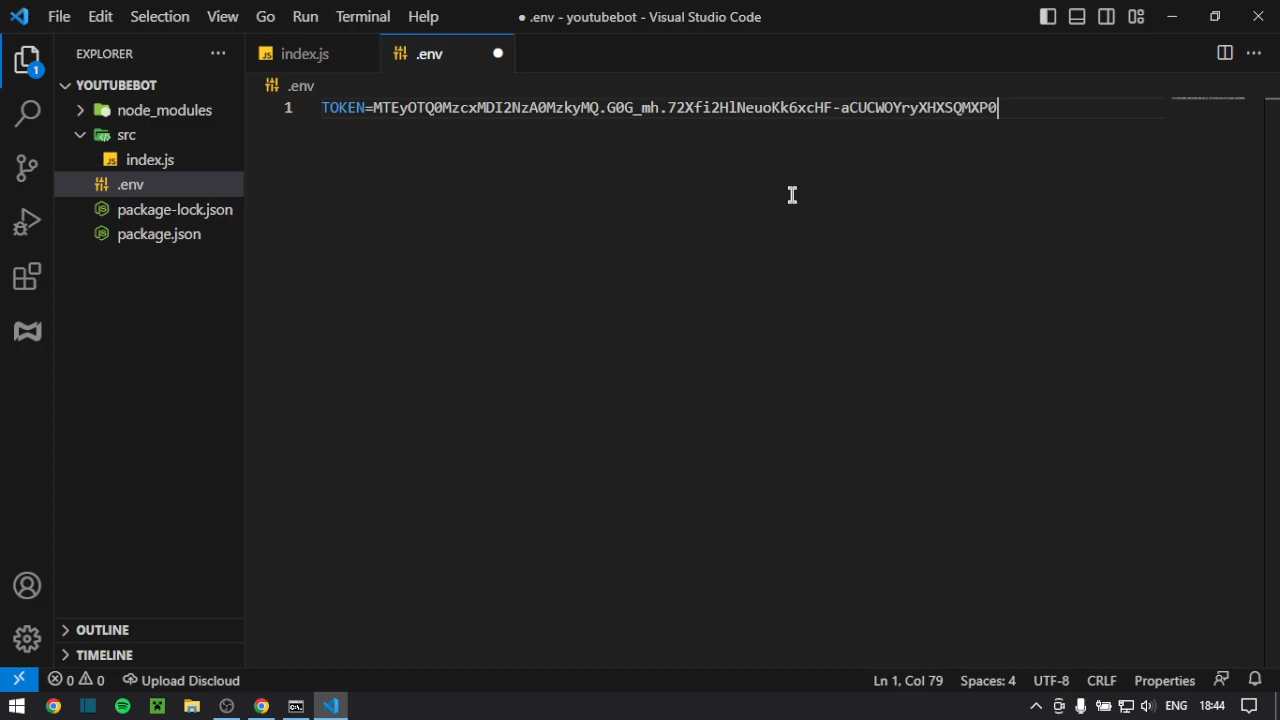 File Edit Selection View Go Run Terminal Help
● .env - youtubebot - Visual Studio Code
EXPLORER
index.js
.env
YOUTUBEBOT
.env
node_modules
1 TOKEN=
src
index.js
.env
package-lock.json
package.json
OUTLINE
TIMELINE
0 0 Upload Discloud
Ln 1, Col 79 Spaces: 4 UTF-8 CRLF Properties
ENG 18:44